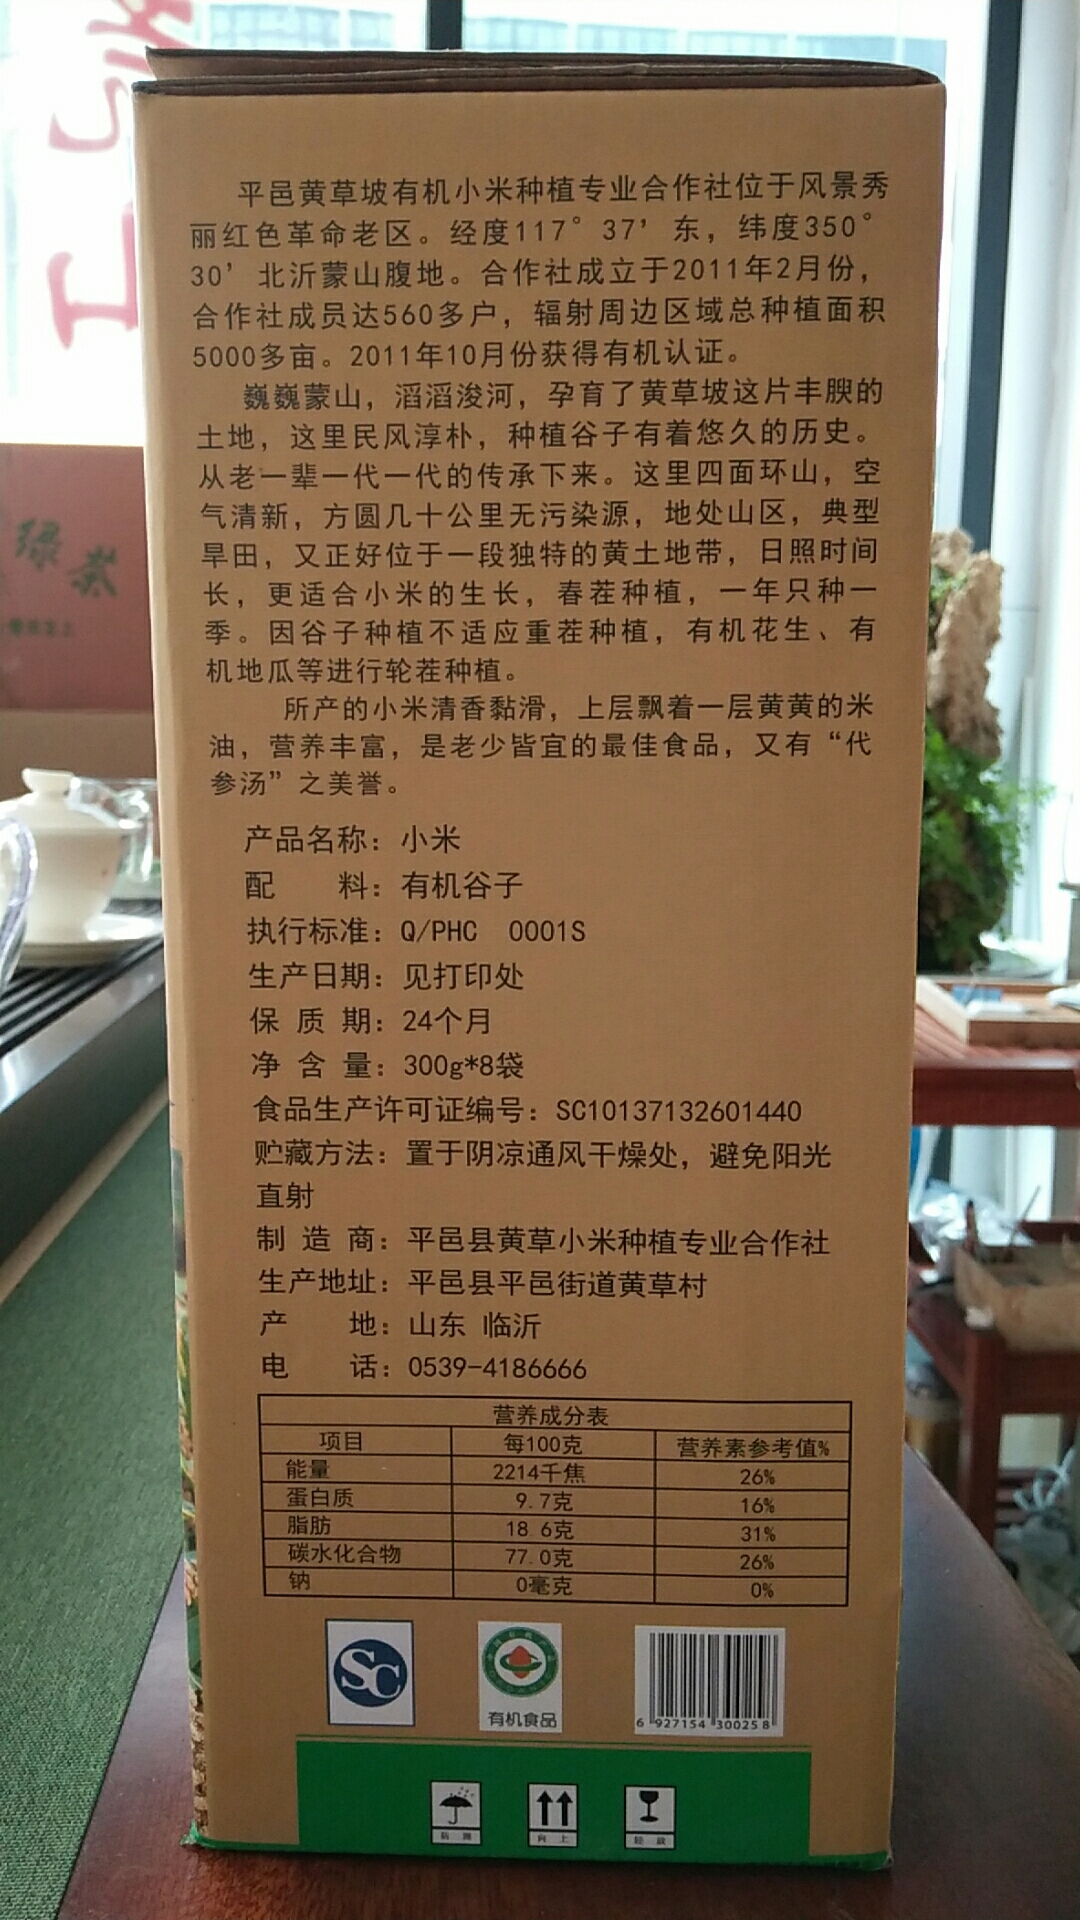 平邑黄草坡有机小米种植专业合作社位于风景秀
丽红色革命老区。经度117°37’东，纬度350°
30’北沂蒙山腹地。合作社成立于2011年2月份，
合作社成员达560多户，辐射周边区域总种植面积
5000多亩。2011年10月份获得有机认证。
巍巍蒙山，滔滔浚河，孕育了黄草坡这片丰腴的
土地，这里民风淳朴，种植谷子有着悠久的历史。
从老一辈一代一代的传承下来。这里四面环山，空
气清新，方圆几十公里无污染源，地处山区，典型
旱田，又正好位于一段独特的黄土地带，日照时间
长，更适合小米的生长，春茬种植，一年只种一
季。因谷子种植不适应重茬种植，有机花生、有
机地瓜等进行轮茬种植。
所产的小米清香黏滑，上层飘着一层黄黄的米
油，营养丰富，是老少皆宜的最佳食品，又有“代
参汤”之美誉。
产品名称：小米
配 料：有机谷子
执行标准：Q/PHC 0001S
生产日期：见打印处
保质期：24个月
净含量：300g*8袋
食品生产许可证编号：SC10137132601440
贮藏方法：置于阴凉通风干燥处，避免阳光
直射
制造商：平邑县黄草小米种植专业合作社
生产地址：平邑县平邑街道黄草村
产 地：山东 临沂
电 话：0539-4186666
营养成分表
项目 每100克 营养素参考值%
能量 2214千焦 26%
蛋白质 9.7克 16%
脂肪 18.6克 31%
碳水化合物 77.0克 26%
钠 0毫克 0%
SC
有机食品
6 927154 300258
向上
绿茶